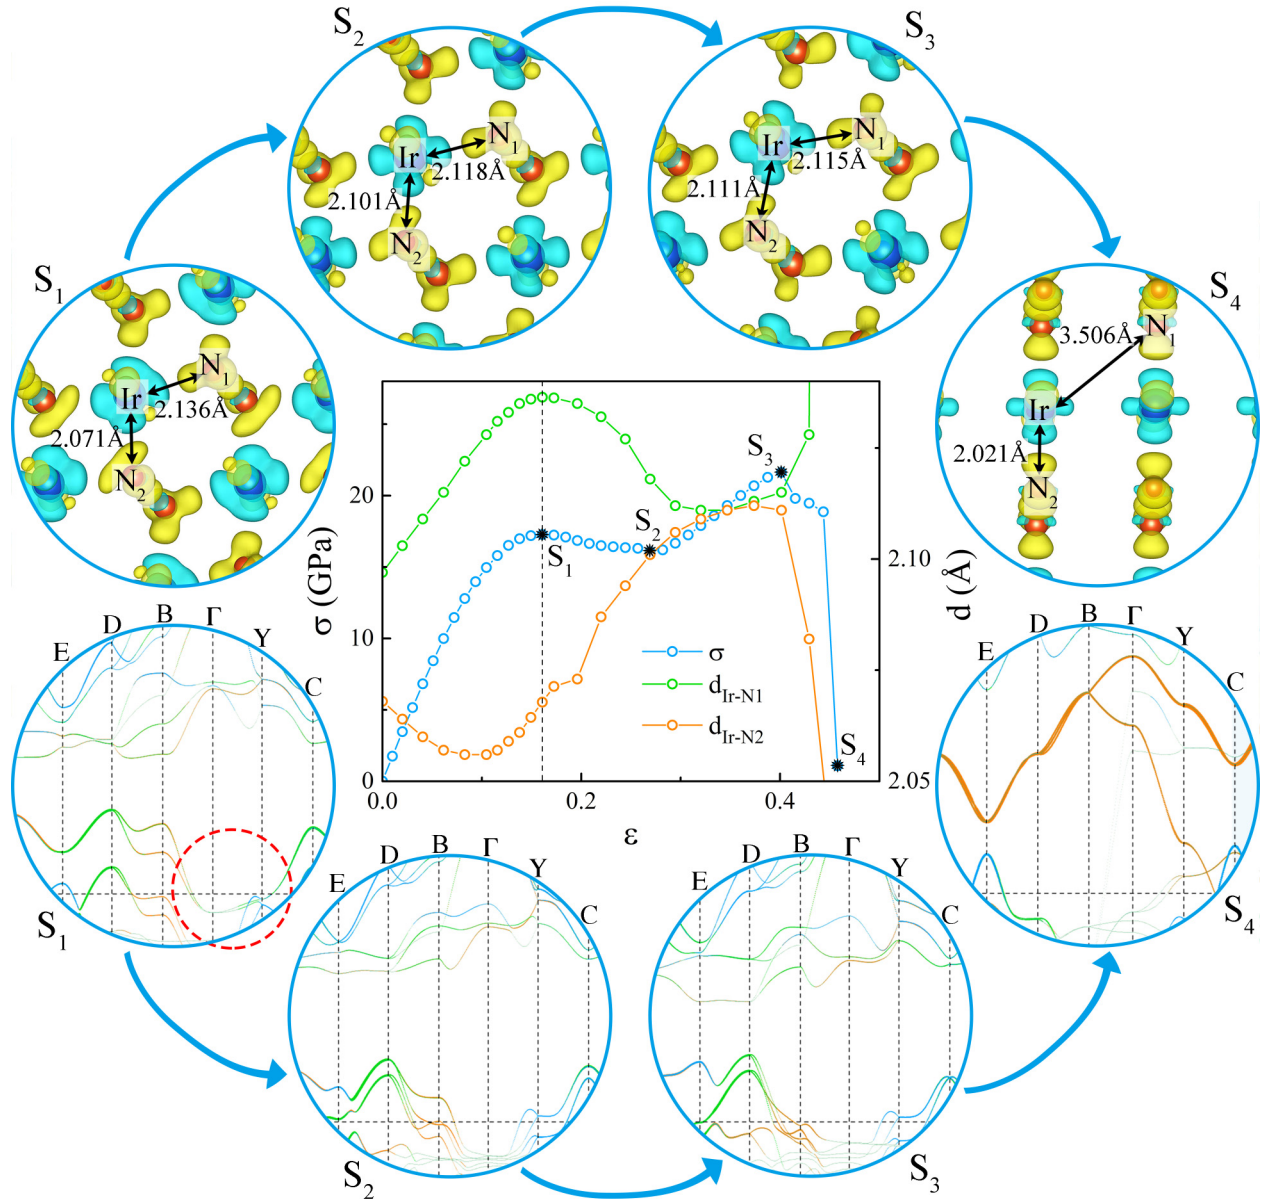 S2
S3
Ir
N1
2.118Å
2.101Å
N2
Ir
N1
2.115Å
2.111Å
N2
S1
Ir
N1
2.136Å
2.071Å
N2
S4
N1
3.506Å
Ir
2.021Å
N2
σ (GPa)
20
10
0
0.0
0.2
0.4
ε
2.10
2.05
d (Å)
S1
S2
S3
S4
σ
dIr-N1
dIr-N2
E
D
B
Γ
Y
C
S1
E
D
B
Γ
Y
C
S2
E
D
B
Γ
Y
C
S3
E
D
B
Γ
Y
C
S4